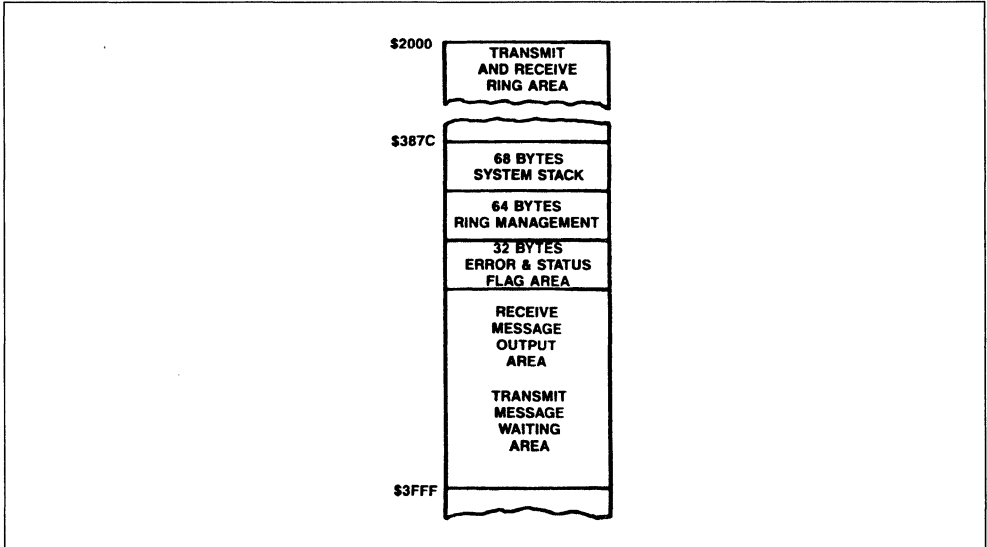 $2000
TRANSMIT
AND RECEIVE
RING AREA
$387C
68 BYTES
SYSTEM STACK
64 BYTES
RING MANAGEMENT
32 BYTES
ERROR & STATUS
FLAG AREA
RECEIVE
MESSAGE
OUTPUT
AREA
TRANSMIT
MESSAGE
WAITING
AREA
$3FFF